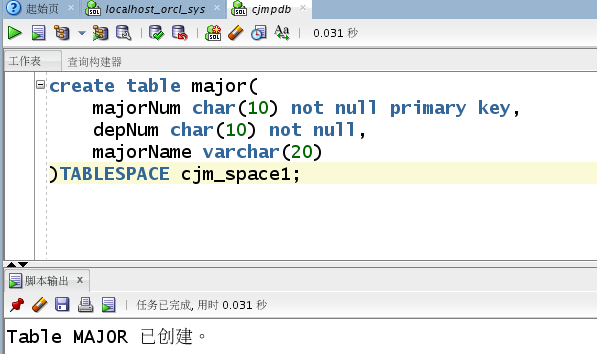 起始页 localhost_orcl_sys cjmpdb
0.031 秒
工作表 查询构建器
create table major(
majorNum char(10) not null primary key,
depNum char(10) not null,
majorName varchar(20)
)TABLESPACE cjm_space1;
脚本输出 x
任务已完成, 用时 0.031 秒
Table MAJOR 已创建。